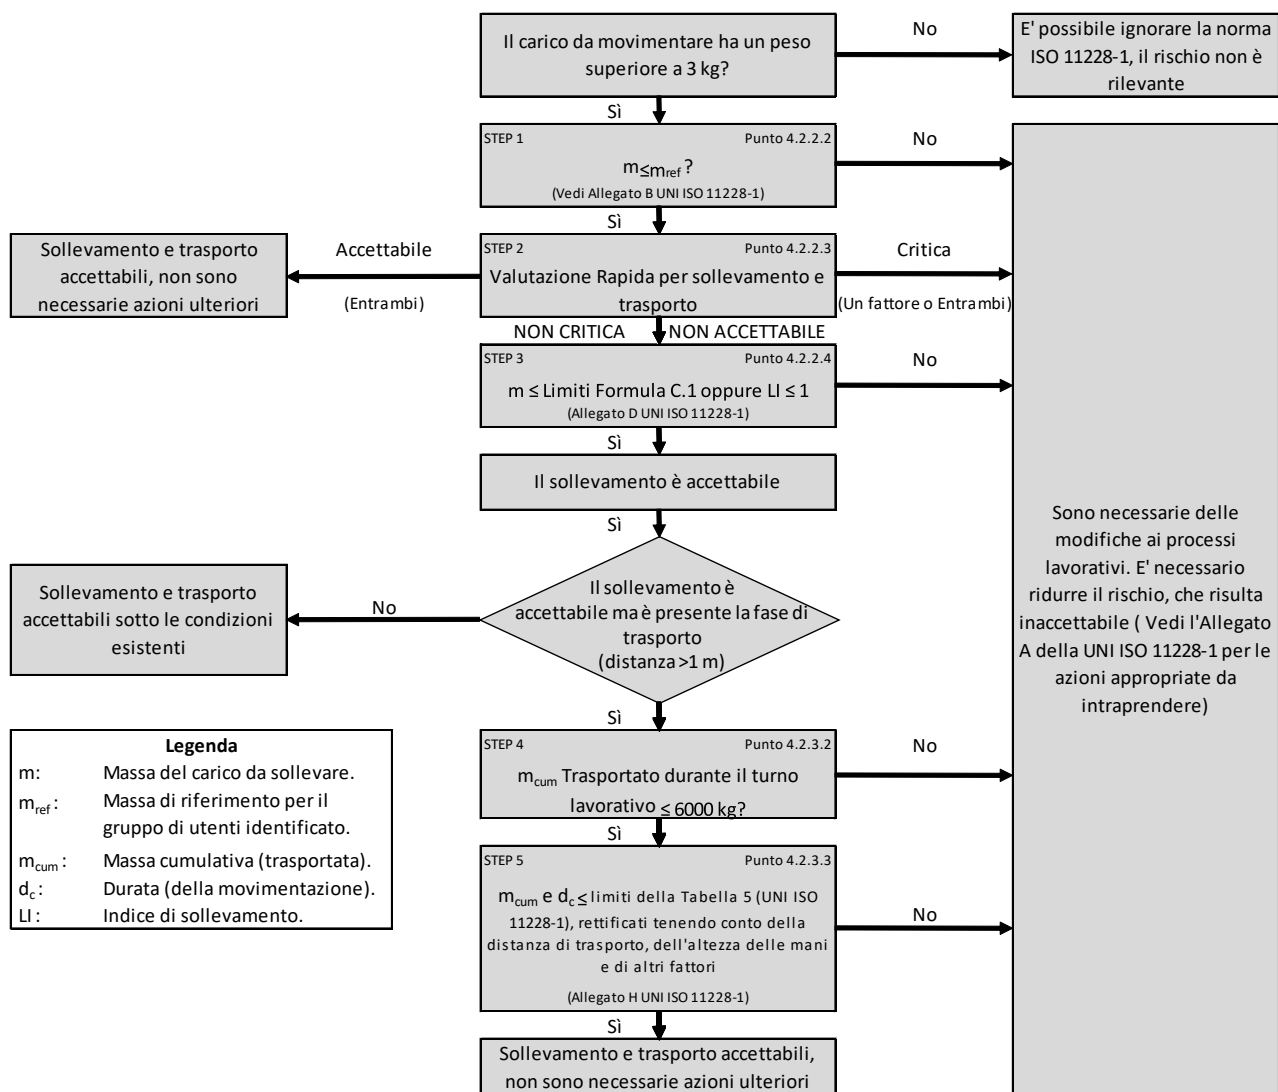 Il carico da movimentare ha un peso
superiore a 3 kg?
No
E' possibile ignorare la norma
ISO 11228-1, il rischio non è
rilevante
Sì
STEP 1 Punto 4.2.2.2
m≤mref ?
(Vedi Allegato B UNI ISO 11228-1)
No
Sì
Sollevamento e trasporto
accettabili, non sono
necessarie azioni ulteriori
Accettabile
(Entrambi)
STEP 2 Punto 4.2.2.3
Valutazione Rapida per sollevamento e
trasporto
Critica
(Un fattore o Entrambi)
NON CRITICA NON ACCETTABILE
STEP 3 Punto 4.2.2.4
m ≤ Limiti Formula C.1 oppure LI ≤ 1
(Allegato D UNI ISO 11228-1)
No
Sì
Il sollevamento è accettabile
Sì
Sollevamento e trasporto
accettabili sotto le condizioni
esistenti
No
Il sollevamento è
accettabile ma è presente la fase di
trasporto
(distanza >1 m)
Sono necessarie delle
modifiche ai processi
lavorativi. E' necessario
ridurre il rischio, che risulta
inaccettabile ( Vedi l'Allegato
A della UNI ISO 11228-1 per le
azioni appropriate da
intraprendere)
Sì
STEP 4 Punto 4.2.3.2
mcum Trasportato durante il turno
lavorativo ≤ 6000 kg?
No
Sì
STEP 5 Punto 4.2.3.3
mcum e dc ≤ limiti della Tabella 5 (UNI ISO
11228-1), rettificati tenendo conto della
distanza di trasporto, dell'altezza delle mani
e di altri fattori
(Allegato H UNI ISO 11228-1)
No
Sì
Sollevamento e trasporto accettabili,
non sono necessarie azioni ulteriori
Legenda
m: Massa del carico da sollevare.
mref : Massa di riferimento per il
gruppo di utenti identificato.
mcum : Massa cumulativa (trasportata).
dc : Durata (della movimentazione).
LI : Indice di sollevamento.